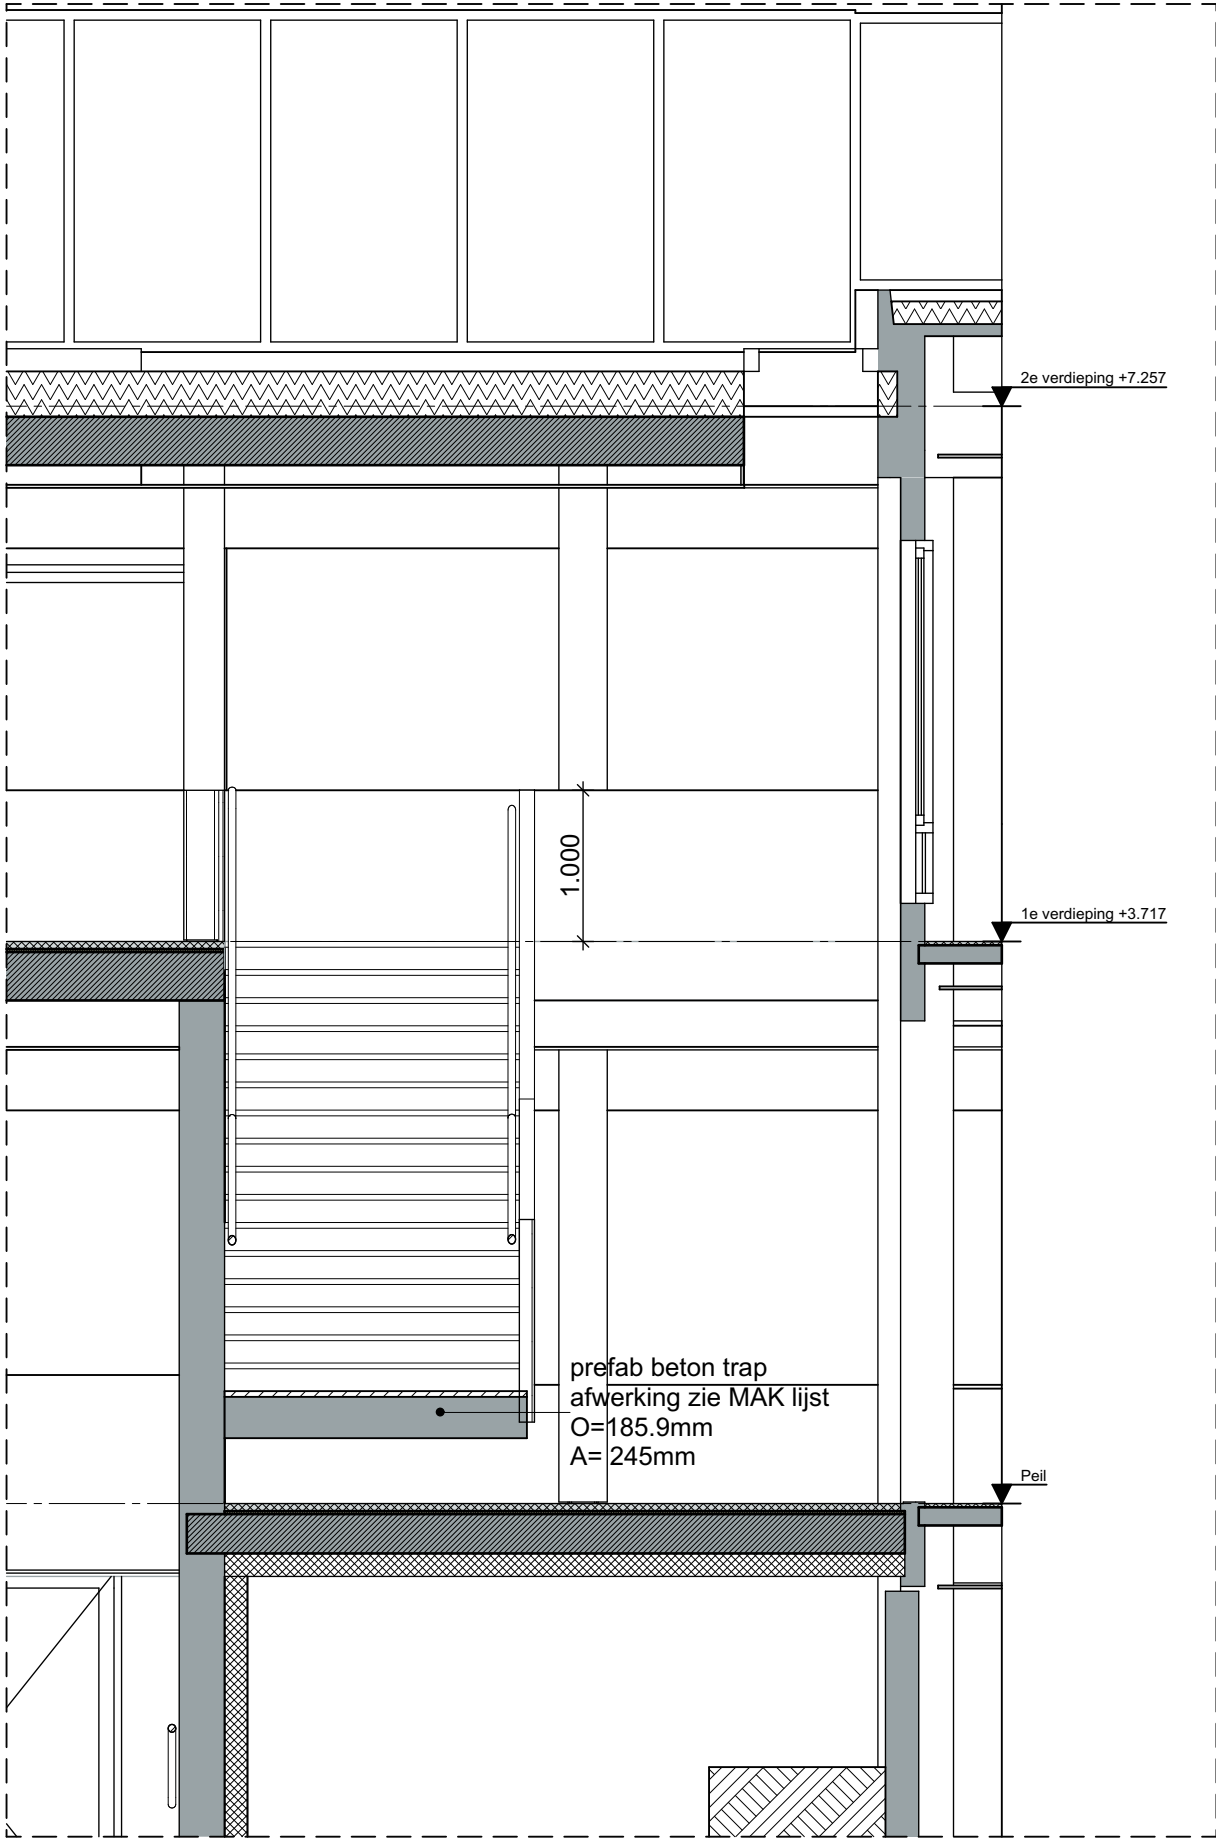 2e verdieping +7.257
1.000
1e verdieping +3.717
prefab beton trap
afwerking zie MAK lijst
O=185.9mm
A= 245mm
Peil